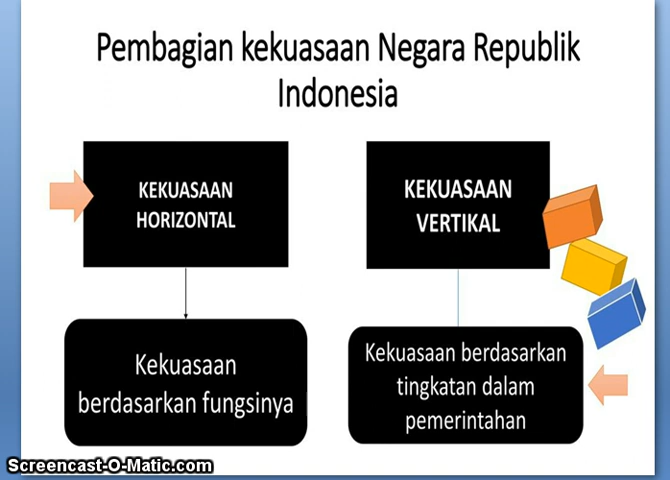 Pembagian kekuasaan Negara Republik
Indonesia
KEKUASAAN
HORIZONTAL
KEKUASAAN
VERTIKAL
Kekuasaan
berdasarkan fungsinya
Kekuasaan berdasarkan
tingkatan dalam
pemerintahan
Screencast-O-Matic.com